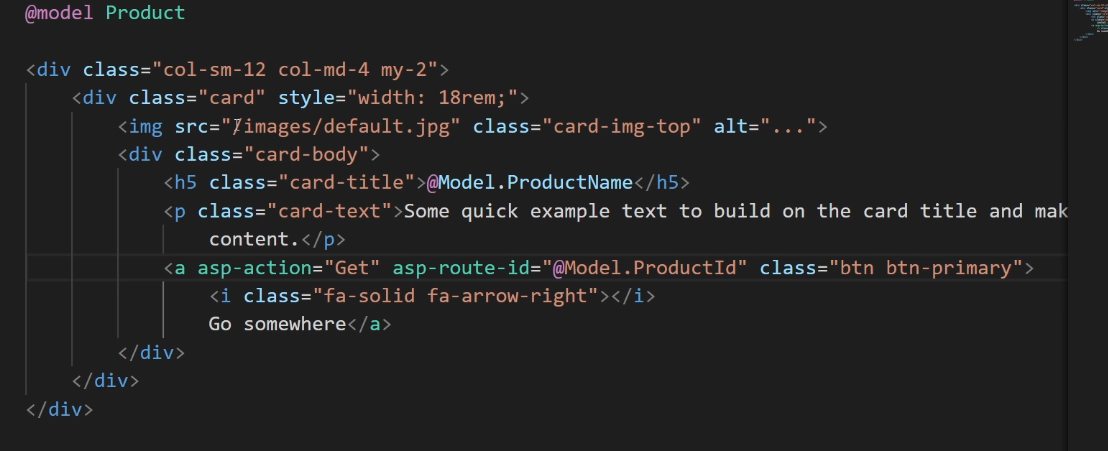 @model Product
<div class="col-sm-12 col-md-4 my-2">
<div class="card" style="width: 18rem;">
<img src="/images/default.jpg" class="card-img-top" alt="...">
<div class="card-body">
<h5 class="card-title">@Model.ProductName</h5>
<p class="card-text">Some quick example text to build on the card title and mak
content.</p>
<a asp-action="Get" asp-route-id="@Model.ProductId" class="btn btn-primary">
<i class="fa-solid fa-arrow-right"></i>
Go somewhere</a>
</div>
</div>
</div>